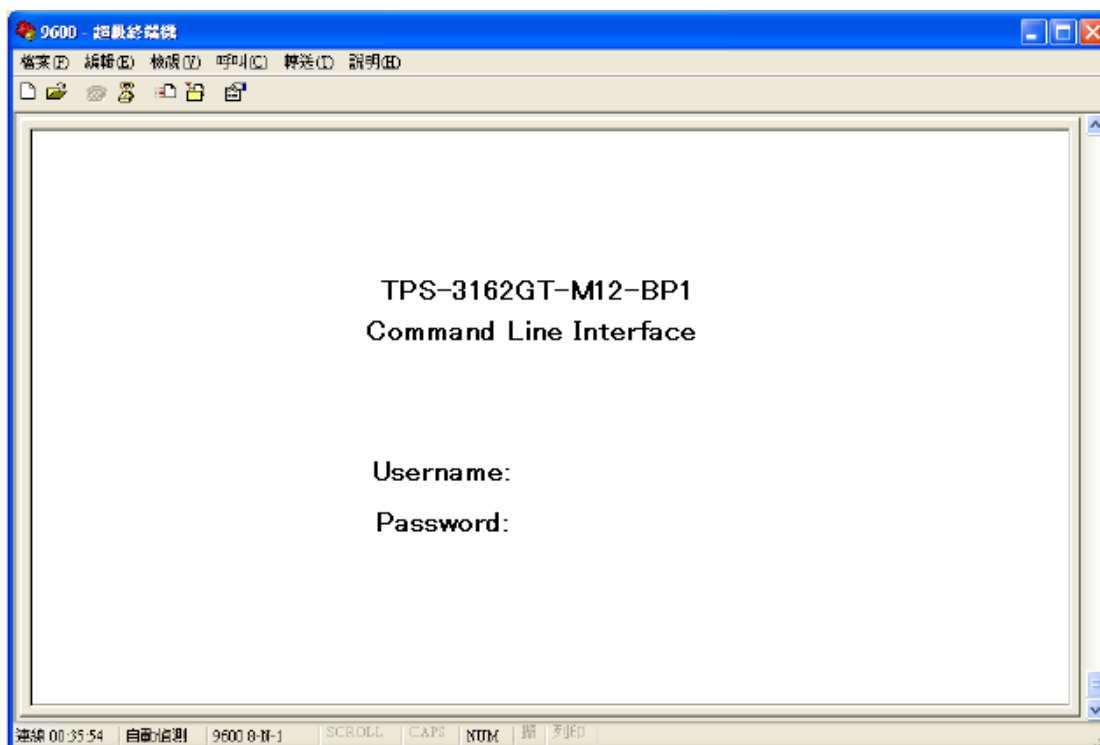 9600 - 超級終端機
檔案(F) 編輯(E) 檢視(V) 呼叫(C) 轉送(T) 說明(H)
TPS-3162GT-M12-BP1
Command Line Interface
Username:
Password:
連線 00:35:54 自動偵測 9600 8-N-1 SCROLL CAPS NUM 擷 列印